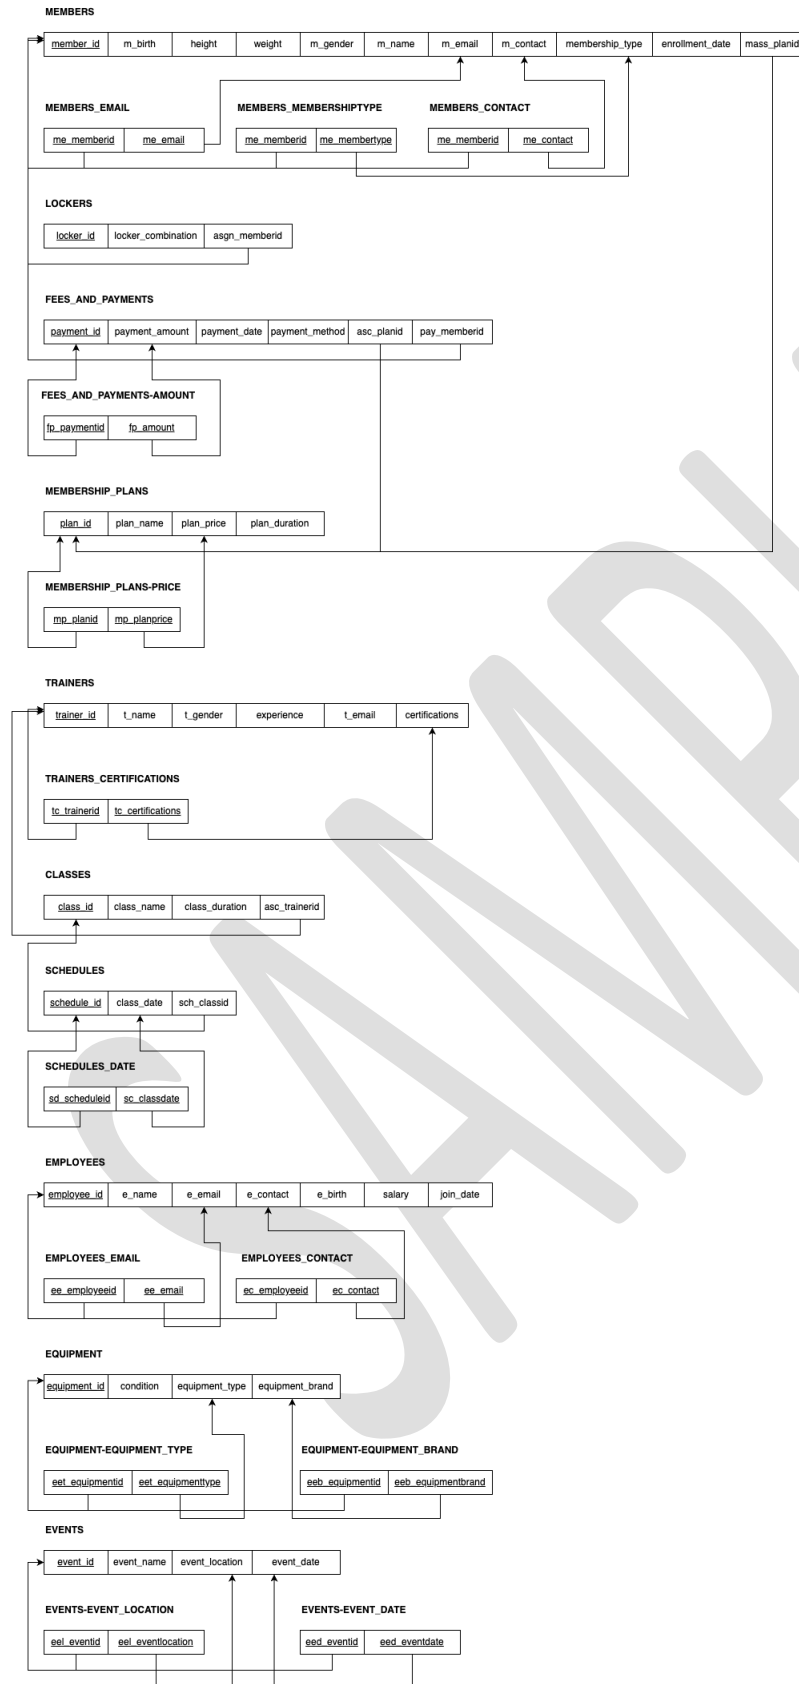 MEMBERS
member_id m_birth height weight m_gender m_name m_email m_contact membership_type enrollment_date mass_planid
MEMBERS_EMAIL MEMBERS_MEMBERSHIPTYPE MEMBERS_CONTACT
me_memberid me_email me_memberid me_membertype me_memberid me_contact
LOCKERS
locker_id locker_combination asgn_memberid
FEES_AND_PAYMENTS
payment_id payment_amount payment_date payment_method asc_planid pay_memberid
FEES_AND_PAYMENTS-AMOUNT
fp_paymentid fp_amount
MEMBERSHIP_PLANS
plan_id plan_name plan_price plan_duration
MEMBERSHIP_PLANS-PRICE
mp_planid mp_planprice
TRAINERS
trainer_id t_name t_gender experience t_email certifications
TRAINERS_CERTIFICATIONS
tc_trainerid tc_certifications
CLASSES
class_id class_name class_duration asc_trainerid
SCHEDULES
schedule_id class_date sch_classid
SCHEDULES_DATE
sd_scheduleid sc_classdate
EMPLOYEES
employee_id e_name e_email e_contact e_birth salary join_date
EMPLOYEES_EMAIL EMPLOYEES_CONTACT
ee_employeeid ee_email ec_employeeid ec_contact
EQUIPMENT
equipment_id condition equipment_type equipment_brand
EQUIPMENT-EQUIPMENT_TYPE EQUIPMENT-EQUIPMENT_BRAND
eet_equipmentid eet_equipmenttype eeb_equipmentid eeb_equipmentbrand
EVENTS
event_id event_name event_location event_date
EVENTS-EVENT_LOCATION EVENTS-EVENT_DATE
eel_eventid eel_eventlocation eed_eventid eed_eventdate